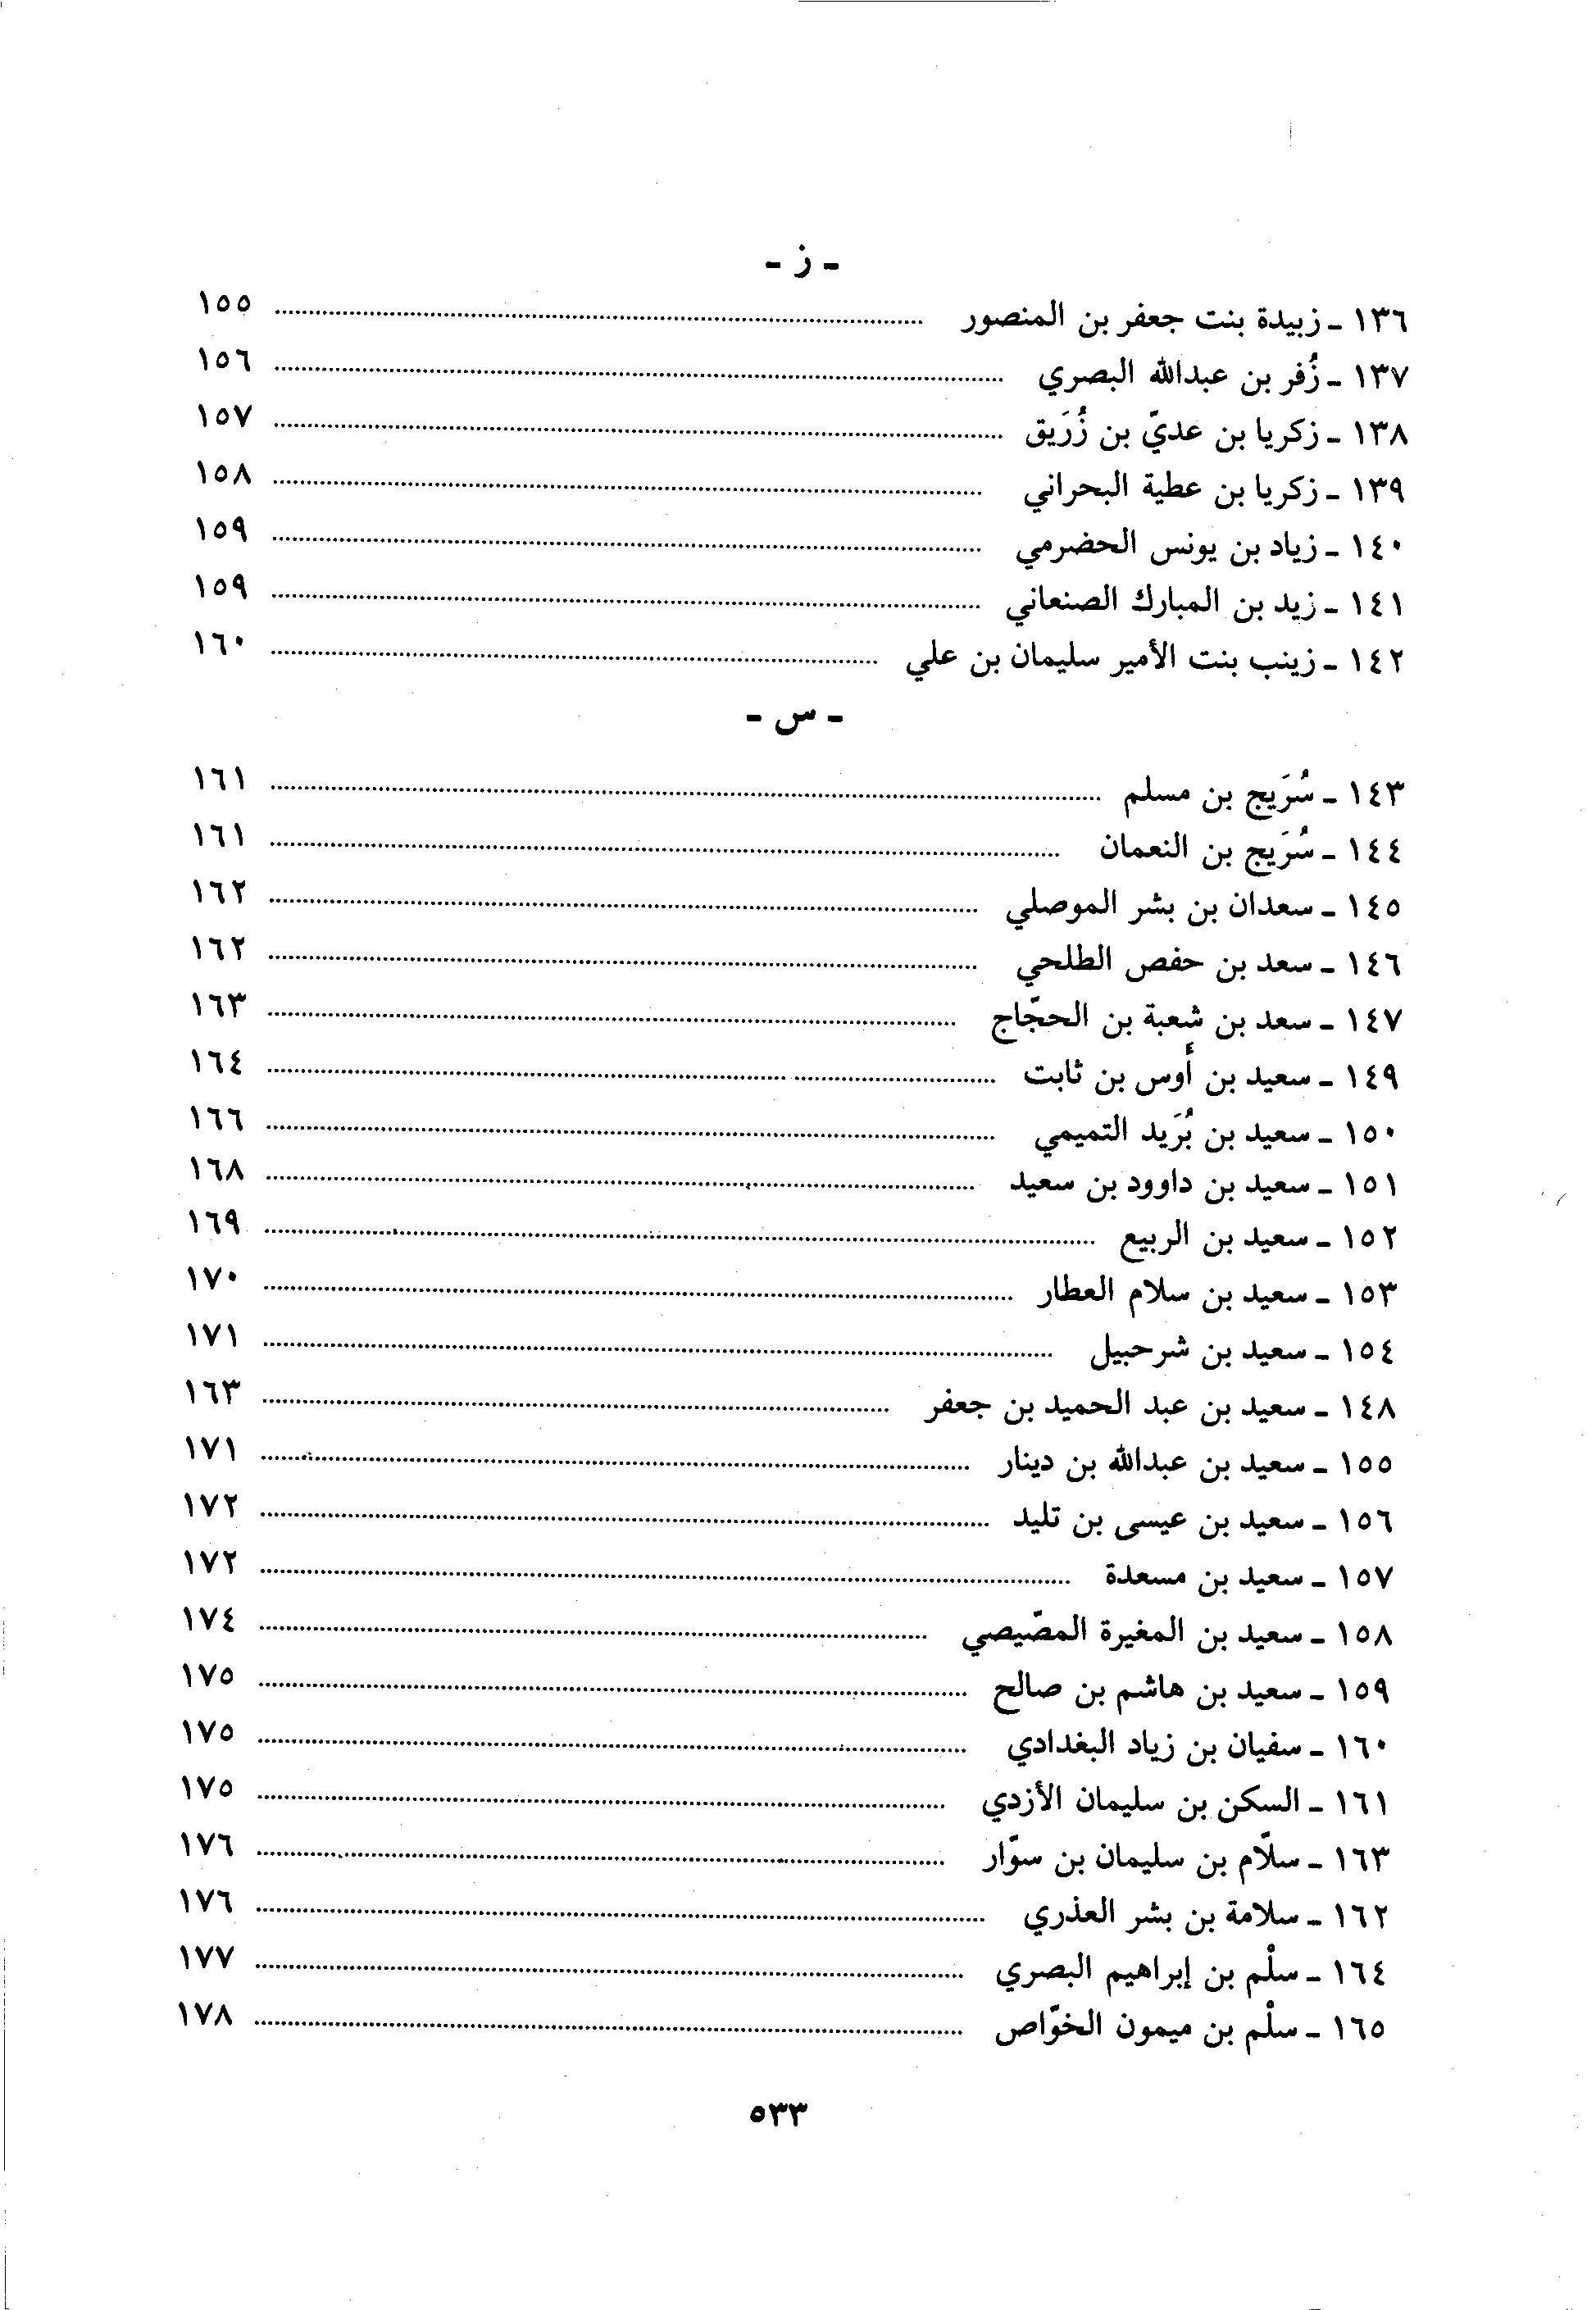 - ز -
١٣٦ - زبيدة بنت جعفر بن المنصور ........ ١٥٥
١٣٧ - زُفر بن عبدالله البصري ........ ١٥٦
١٣٨ - زكريا بن عديّ بن زُرَيق ........ ١٥٧
١٣٩ - زكريا بن عطية البحراني ........ ١٥٨
١٤٠ - زياد بن يونس الحضرمي ........ ١٥٩
١٤١ - زيد بن المبارك الصنعاني ........ ١٥٩
١٤٢ - زينب بنت الأمير سليمان بن علي ........ ١٦٠
- س -
١٤٣ - سُرَيج بن مسلم ........ ١٦١
١٤٤ - سُرَيج بن النعمان ........ ١٦١
١٤٥ - سعدان بن بشر الموصلي ........ ١٦٢
١٤٦ - سعد بن حفص الطلحي ........ ١٦٢
١٤٧ - سعد بن شعبة بن الحجّاج ........ ١٦٣
١٤٩ - سعيد بن أوس بن ثابت ........ ١٦٤
١٥٠ - سعيد بن بُرَيد التميمي ........ ١٦٦
١٥١ - سعيد بن داوود بن سعيد ........ ١٦٨
١٥٢ - سعيد بن الربيع ........ ١٦٩
١٥٣ - سعيد بن سلام العطار ........ ١٧٠
١٥٤ - سعيد بن شرحبيل ........ ١٧١
١٤٨ - سعيد بن عبد الحميد بن جعفر ........ ١٦٣
١٥٥ - سعيد بن عبدالله بن دينار ........ ١٧١
١٥٦ - سعيد بن عيسى بن تليد ........ ١٧٢
١٥٧ - سعيد بن مسعدة ........ ١٧٢
١٥٨ - سعيد بن المغيرة المصّيصي ........ ١٧٤
١٥٩ - سعيد بن هاشم بن صالح ........ ١٧٥
١٦٠ - سفيان بن زياد البغدادي ........ ١٧٥
١٦١ - السكن بن سليمان الأزدي ........ ١٧٥
١٦٣ - سلّام بن سليمان بن سوّار ........ ١٧٦
١٦٢ - سلامة بن بشر العذري ........ ١٧٦
١٦٤ - سلْم بن إبراهيم البصري ........ ١٧٧
١٦٥ - سلْم بن ميمون الخوّاص ........ ١٧٨
٥٣٣